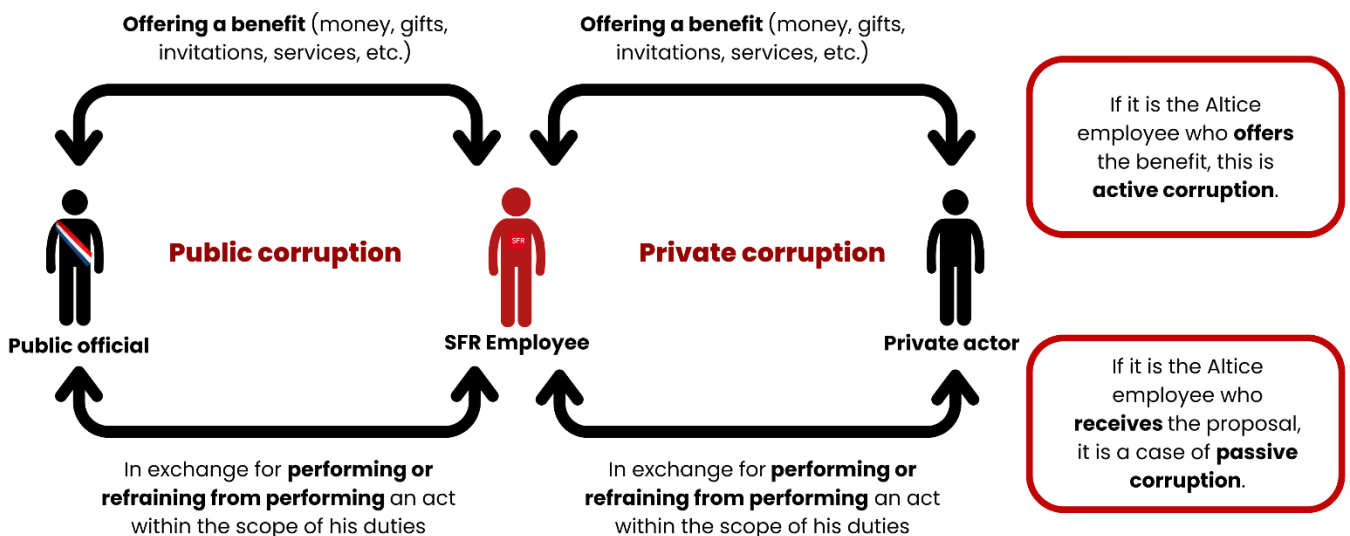 Offering a benefit (money, gifts,
invitations, services, etc.)
Offering a benefit (money, gifts,
invitations, services, etc.)
Public corruption
SFR
Private corruption
Public official
SFR Employee
Private actor
In exchange for performing or
refraining from performing an act
within the scope of his duties
In exchange for performing or
refraining from performing an act
within the scope of his duties
If it is the Altice
employee who offers
the benefit, this is
active corruption.
If it is the Altice
employee who
receives the proposal,
it is a case of passive
corruption.